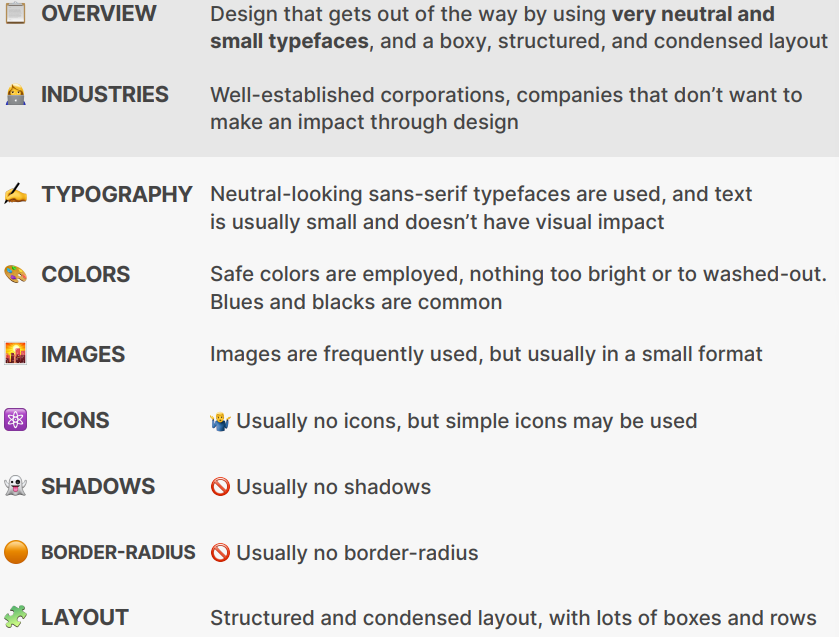 OVERVIEW Design that gets out of the way by using very neutral and
small typefaces, and a boxy, structured, and condensed layout
INDUSTRIES Well-established corporations, companies that don’t want to
make an impact through design
TYPOGRAPHY Neutral-looking sans-serif typefaces are used, and text
is usually small and doesn’t have visual impact
COLORS Safe colors are employed, nothing too bright or to washed-out.
Blues and blacks are common
IMAGES Images are frequently used, but usually in a small format
ICONS Usually no icons, but simple icons may be used
SHADOWS Usually no shadows
BORDER-RADIUS Usually no border-radius
LAYOUT Structured and condensed layout, with lots of boxes and rows